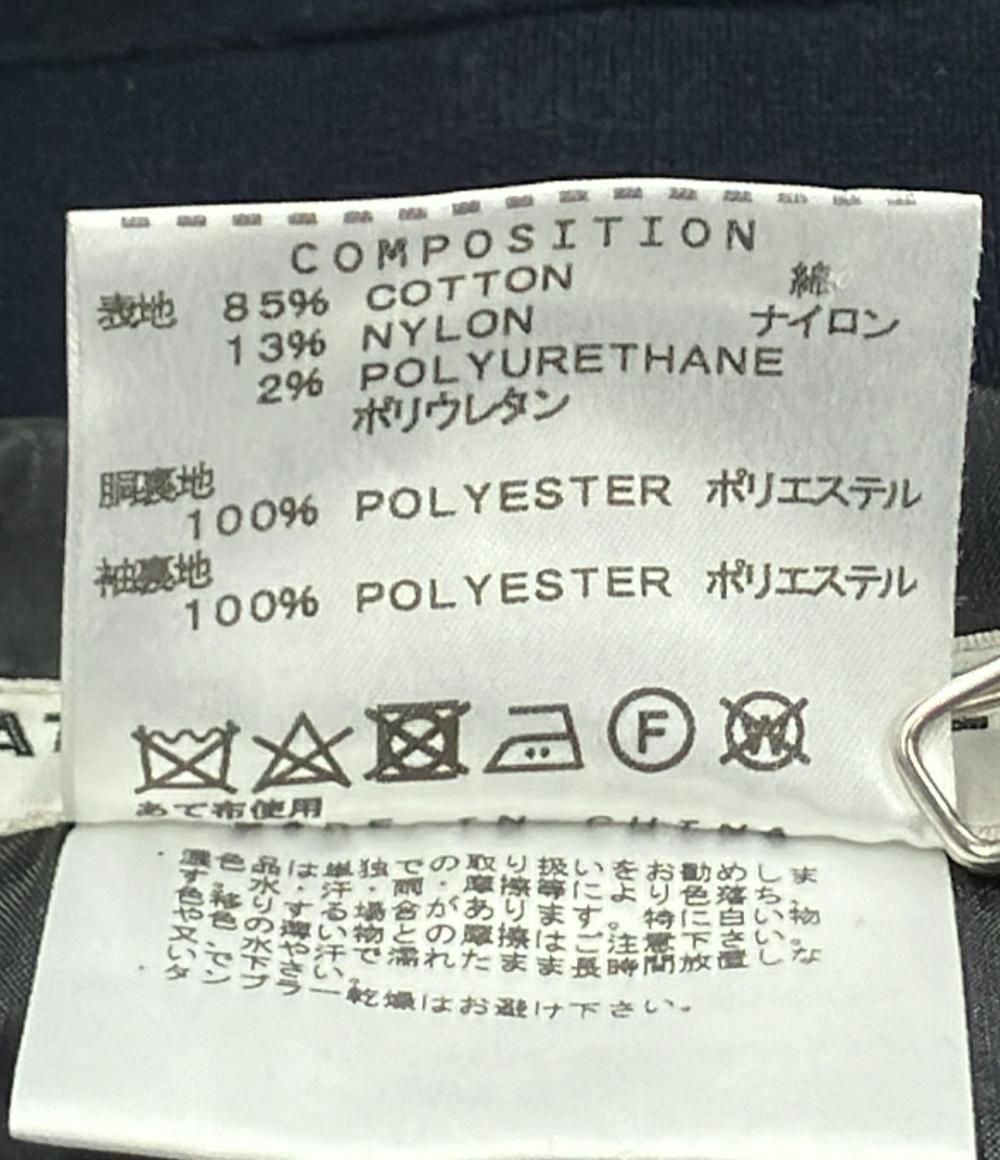 COMPOSITION
表地 85% COTTON 綿
13% NYLON ナイロン
2% POLYURETHANE
ポリウレタン
胴裏地
100% POLYESTER ポリエステル
袖裏地
100% POLYESTER ポリエステル
F W
あて布使用
MADE IN CHINA
・濃色品は単独での取り扱いをお勧めしま
す。水・汗・雨・摩擦等により色落ち、
色移りする場合があります。特に白い物
や淡色の薄い物との摩擦はご注意下さい。
又、水や汗で濡れたまま長時間放置しな
いで下さい。
・タンブラー乾燥はお避け下さい。